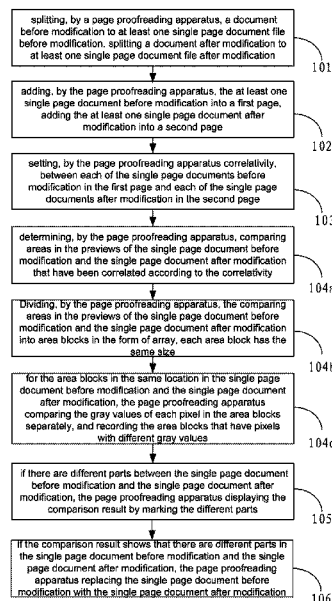 splitting, by a page proofreading apparatus, a document
before modification to at least one single page document file
before modification, splitting a document after modification to
at least one single page document file after modification
101
adding, by the page proofreading apparatus, the at least one
single page document before modification into a first page,
adding the at least one single page document after
modification into a second page
102
setting, by the page proofreading apparatus correlativity,
between each of the single page documents before
modification in the first page and each of the single page
documents after modification in the second page
103
determining, by the page proofreading apparatus, comparing
areas in the previews of the single page document before
modification and the single page document after modification
that have been correlated according to the correlativity
104a
Dividing, by the page proofreading apparatus, the comparing
areas in the previews of the single page document before
modification and the single page document after modification
into area blocks in the form of array, each area block has the
same size
104b
for the area blocks in the same location in the single page
document before modification and the single page document
after modification, the page proofreading apparatus
comparing the gray values of each pixel in the area blocks
separately, and recording the area blocks that have pixels
with different gray values
104c
if there are different parts between the single page document
before modification and the single page document after
modification, the page proofreading apparatus displaying the
comparison result by marking the different parts
105
If the comparison result shows that there are different parts in
the single page document before modification and the single
page document after modification, the page proofreading
apparatus replacing the single page document before
modification with the single page document after modification
106